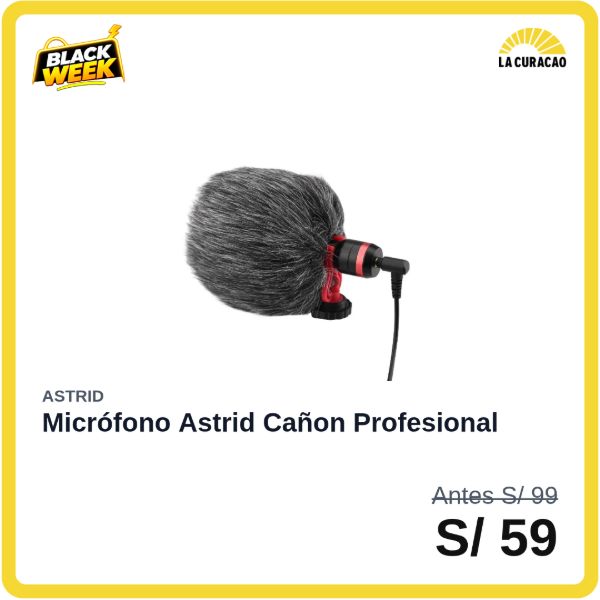 BLACK
WEEK
LA CURACAO
ASTRID
Micrófono Astrid Cañon Profesional
Antes S/ 99
S/ 59